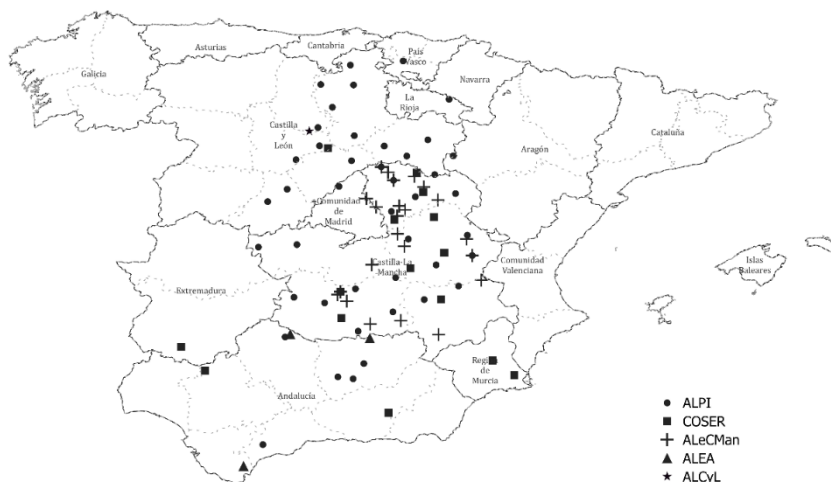 Asturias
Cantabria
País
Vasco
Galicia
Navarra
La
Rioja
Castilla
y
León
Aragón
Cataluña
Comunidad
de
Madrid
Castilla-La
Mancha
Comunidad
Valenciana
Islas
Baleares
Extremadura
Región
de
Murcia
Andalucía
ALPI
COSER
ALeCMan
ALEA
ALCyL